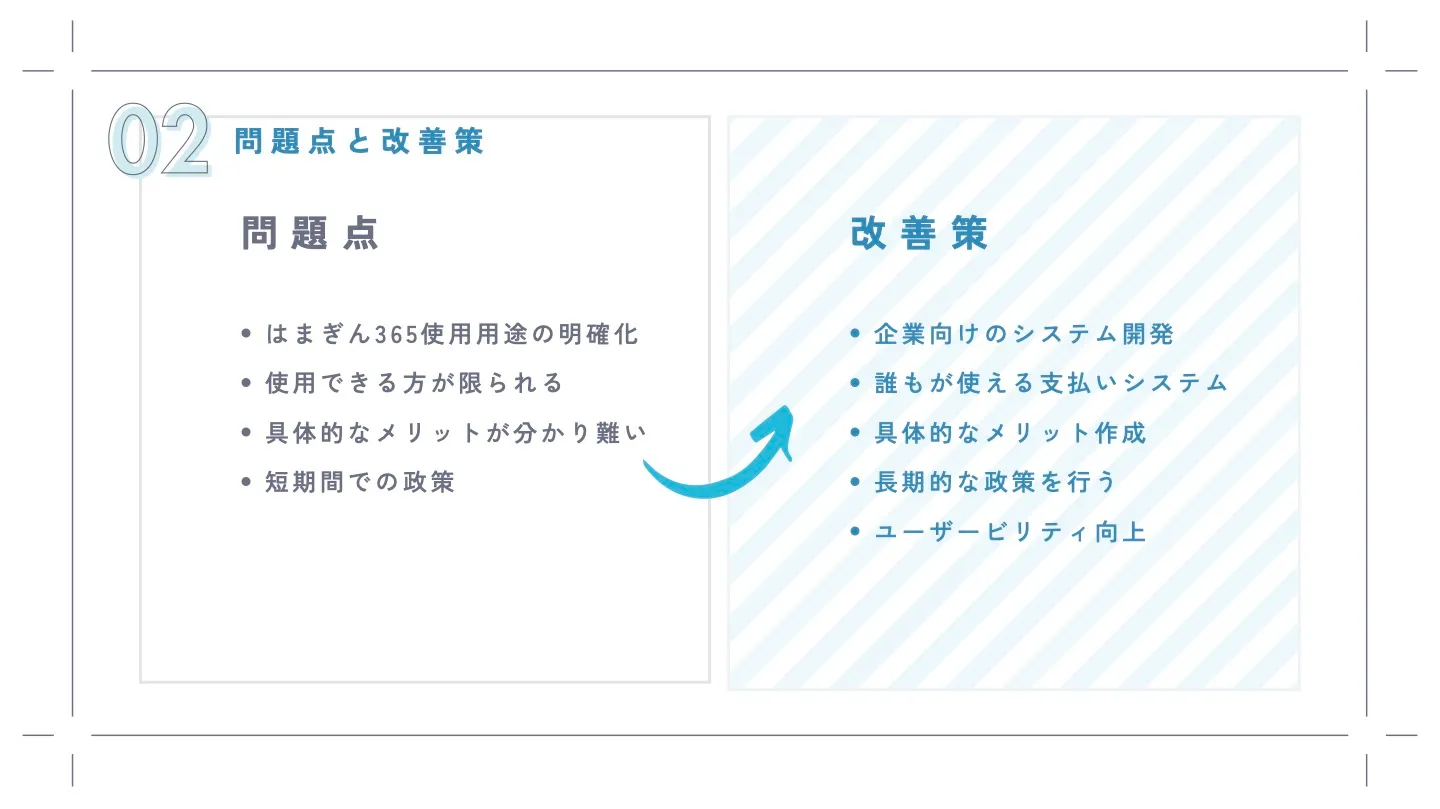 02
問題点と改善策
問題点
• はまぎん365使用用途の明確化
• 使用できる方が限られる
• 具体的なメリットが分かり難い
• 短期間での政策
改善策
• 企業向けのシステム開発
• 誰もが使える支払いシステム
• 具体的なメリット作成
• 長期的な政策を行う
• ユーザービリティ向上